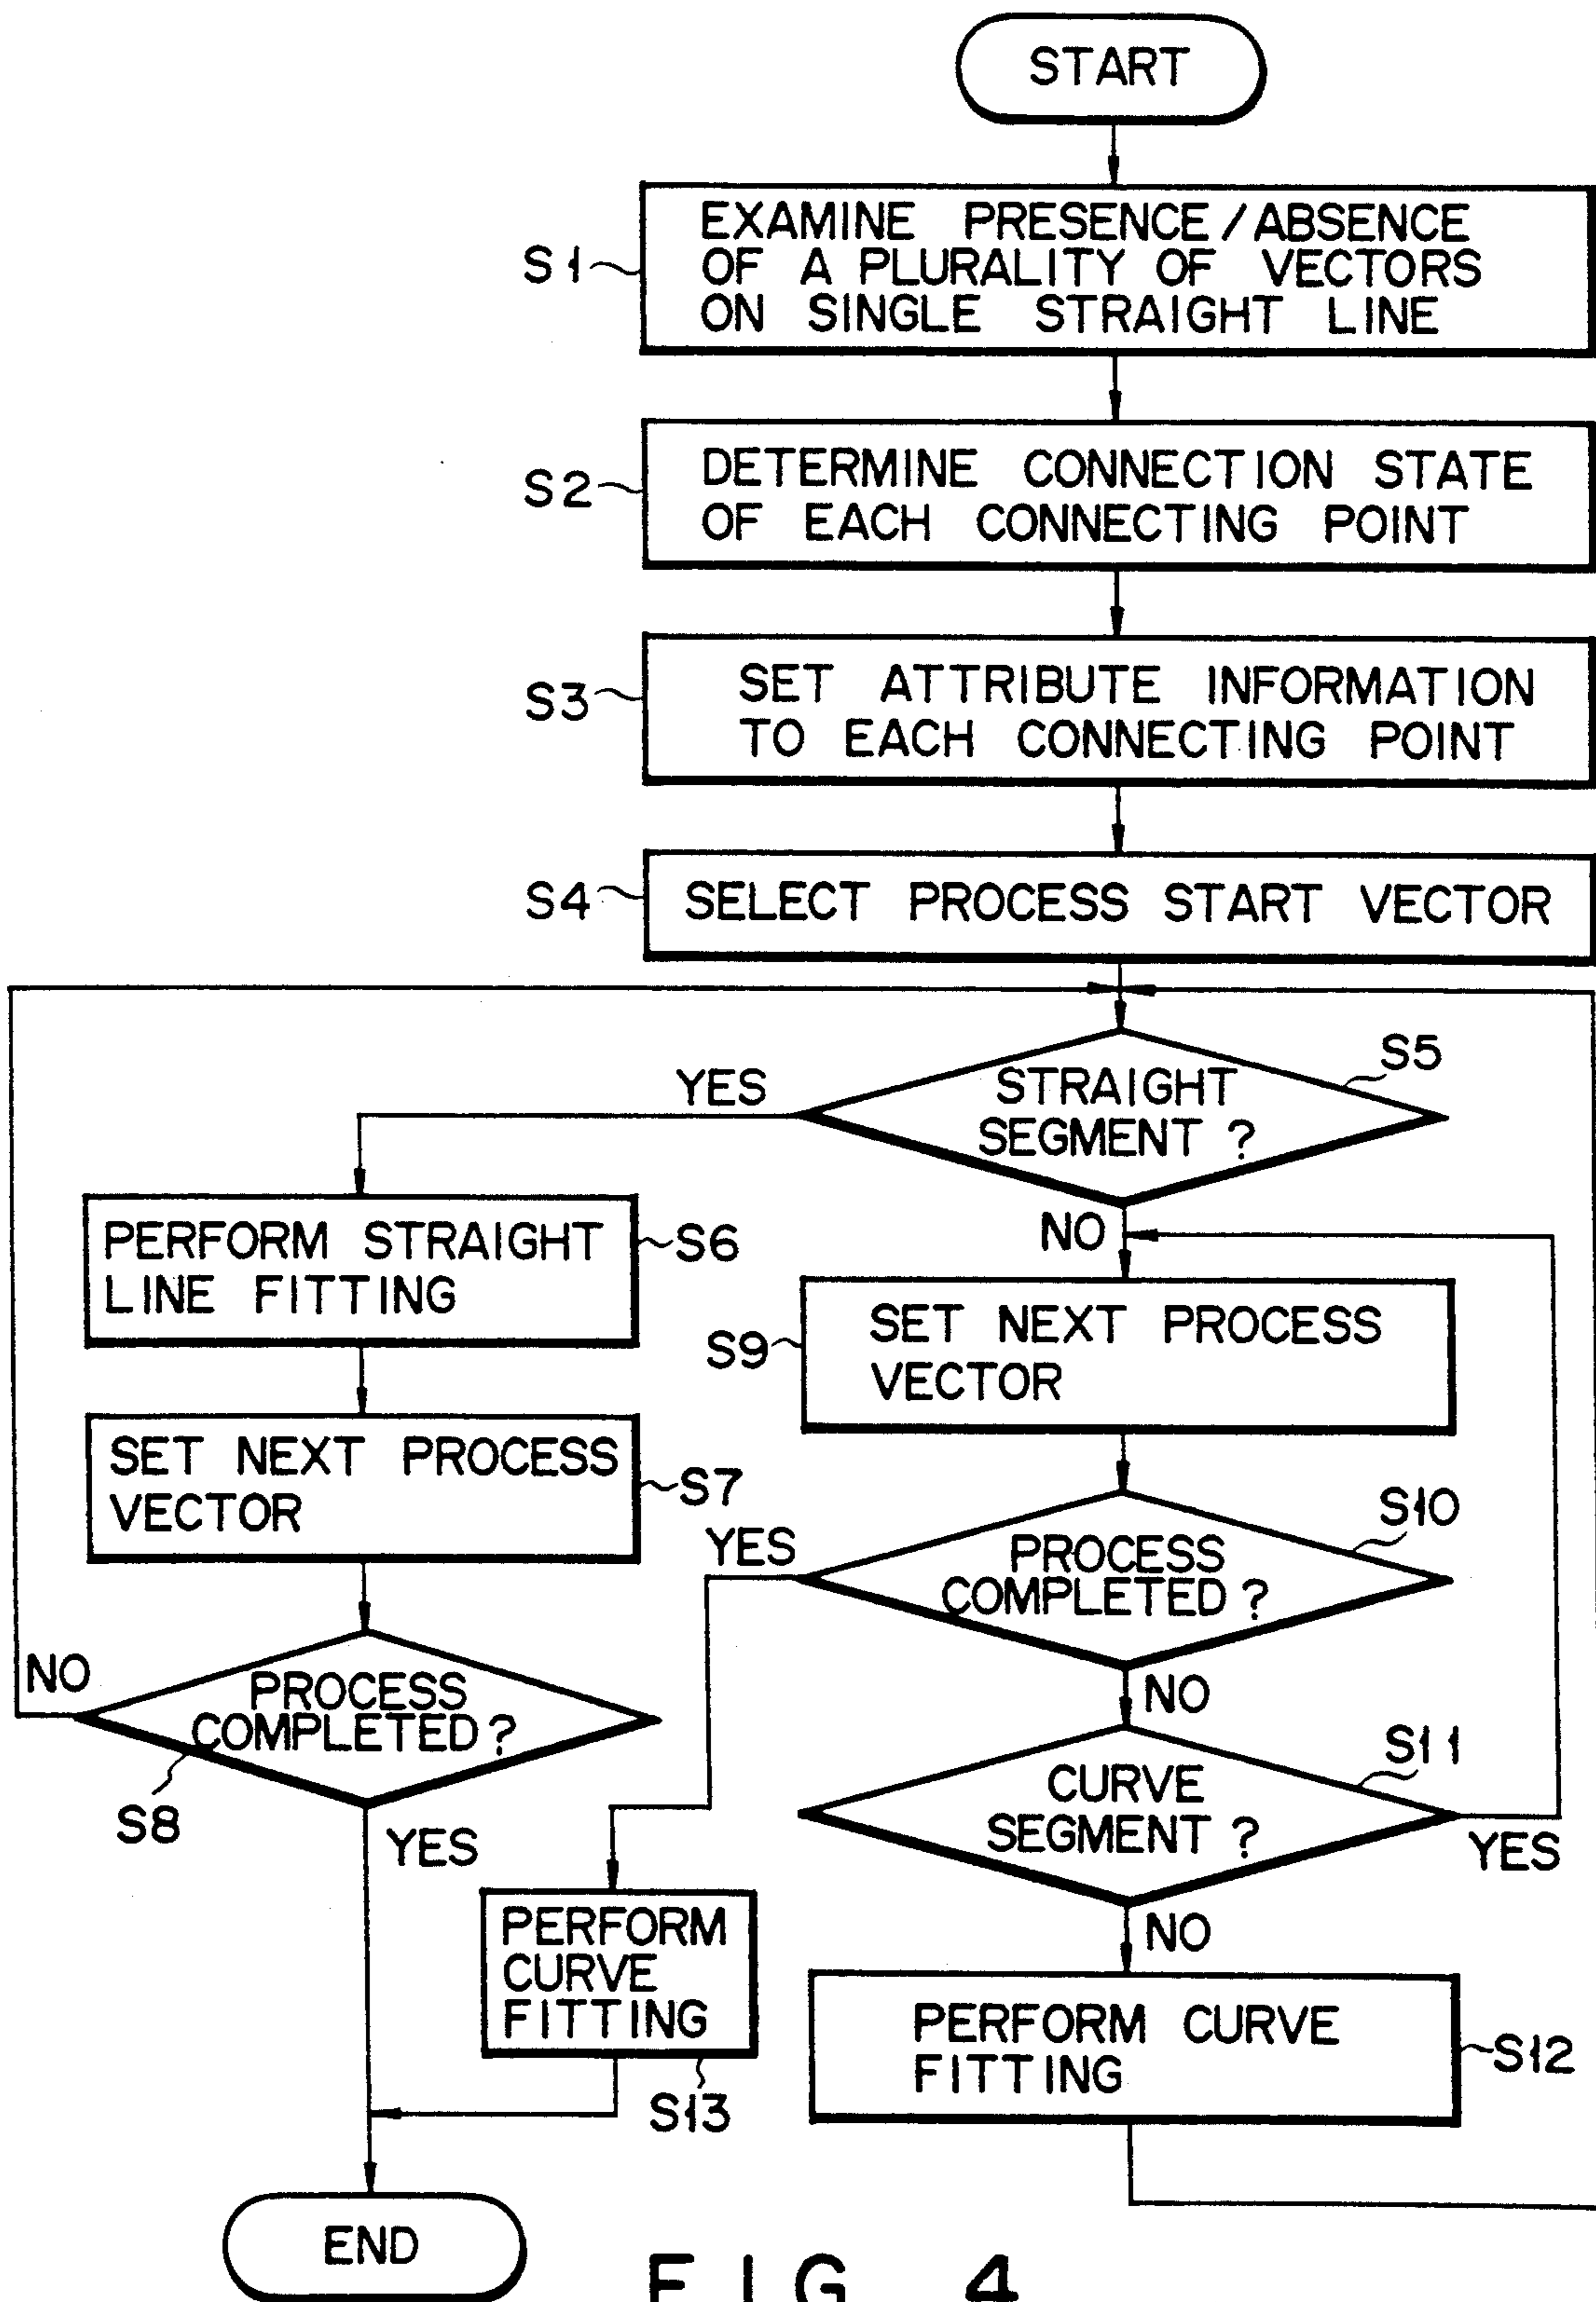 START
S1
EXAMINE PRESENCE/ABSENCE
OF A PLURALITY OF VECTORS
ON SINGLE STRAIGHT LINE
S2
DETERMINE CONNECTION STATE
OF EACH CONNECTING POINT
S3
SET ATTRIBUTE INFORMATION
TO EACH CONNECTING POINT
S4
SELECT PROCESS START VECTOR
S5
STRAIGHT
SEGMENT ?
YES
NO
PERFORM STRAIGHT
LINE FITTING
S6
SET NEXT PROCESS
VECTOR
S7
PROCESS
COMPLETED ?
S8
NO
YES
S9
SET NEXT PROCESS
VECTOR
S10
PROCESS
COMPLETED ?
YES
NO
S11
CURVE
SEGMENT ?
YES
NO
PERFORM
CURVE
FITTING
S13
PERFORM CURVE
FITTING
S12
END
FIG. 4